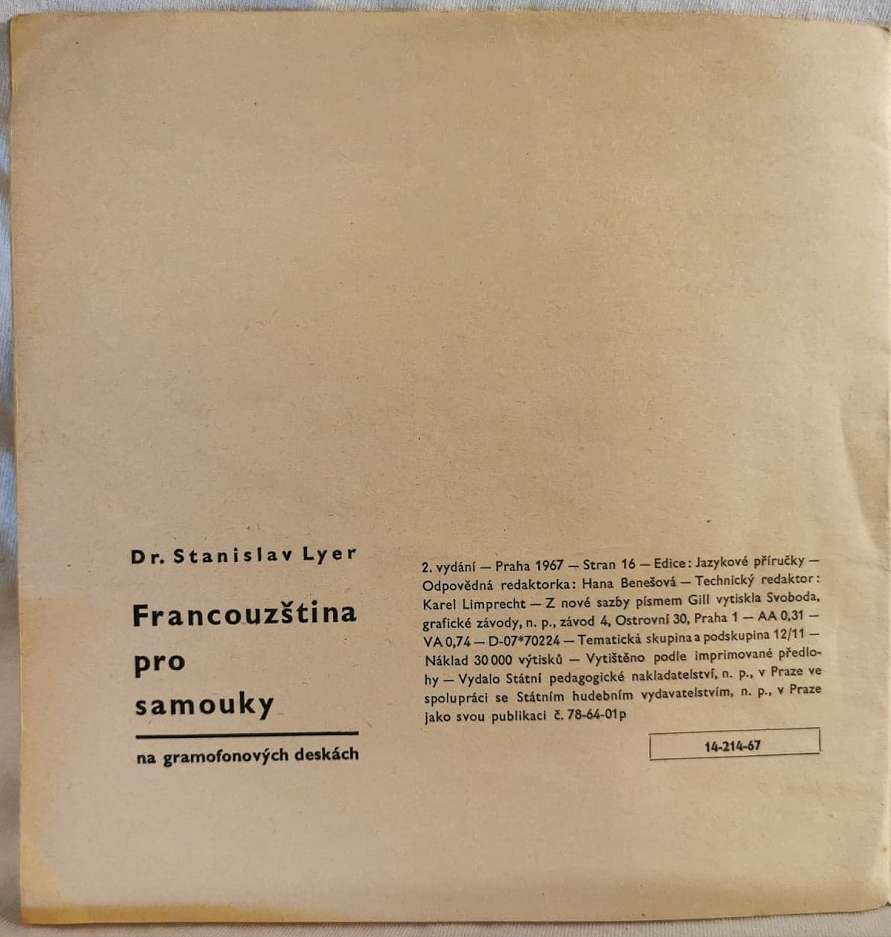 Dr. Stanislav Lyer
Francouzština
pro
samouky
na gramofonových deskách
2. vydání — Praha 1967 — Stran 16 — Edice: Jazykové příručky —
Odpovědná redaktorka: Hana Benešová — Technický redaktor:
Karel Limprecht — Z nové sazby písmem Gill vytiskla Svoboda,
grafické závody, n. p., závod 4, Ostrovní 30, Praha 1 — AA 0,31 —
VA 0,74 — D-07*70224 — Tematická skupina a podskupina 12/11 —
Náklad 30 000 výtisků — Vytištěno podle imprimované předlo-
hy — Vydalo Státní pedagogické nakladatelství, n. p., v Praze ve
spolupráci se Státním hudebním vydavatelstvím, n. p., v Praze
jako svou publikaci č. 78-64-01p
14-214-67